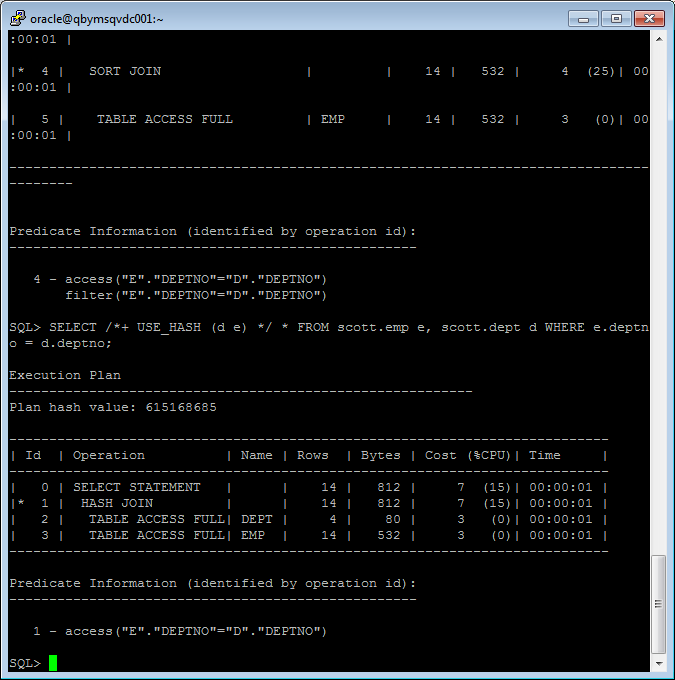 oracle@qbymsqvdc001:~
:00:01 |
|*  4 |   SORT JOIN                  |         |    14 |   532 |     4  (25)| 00
:00:01 |
|   5 |    TABLE ACCESS FULL         | EMP     |    14 |   532 |     3   (0)| 00
:00:01 |
--------------------------------------------------------------------------------
--------
Predicate Information (identified by operation id):
---------------------------------------------------
   4 - access("E"."DEPTNO"="D"."DEPTNO")
       filter("E"."DEPTNO"="D"."DEPTNO")
SQL> SELECT /*+ USE_HASH (d e) */ * FROM scott.emp e, scott.dept d WHERE e.deptn
o = d.deptno;
Execution Plan
----------------------------------------------------------
Plan hash value: 615168685
---------------------------------------------------------------------------
| Id  | Operation          | Name | Rows  | Bytes | Cost (%CPU)| Time     |
---------------------------------------------------------------------------
|   0 | SELECT STATEMENT   |      |    14 |   812 |     7  (15)| 00:00:01 |
|*  1 |  HASH JOIN         |      |    14 |   812 |     7  (15)| 00:00:01 |
|   2 |   TABLE ACCESS FULL| DEPT |     4 |    80 |     3   (0)| 00:00:01 |
|   3 |   TABLE ACCESS FULL| EMP  |    14 |   532 |     3   (0)| 00:00:01 |
---------------------------------------------------------------------------
Predicate Information (identified by operation id):
---------------------------------------------------
   1 - access("E"."DEPTNO"="D"."DEPTNO")
SQL>